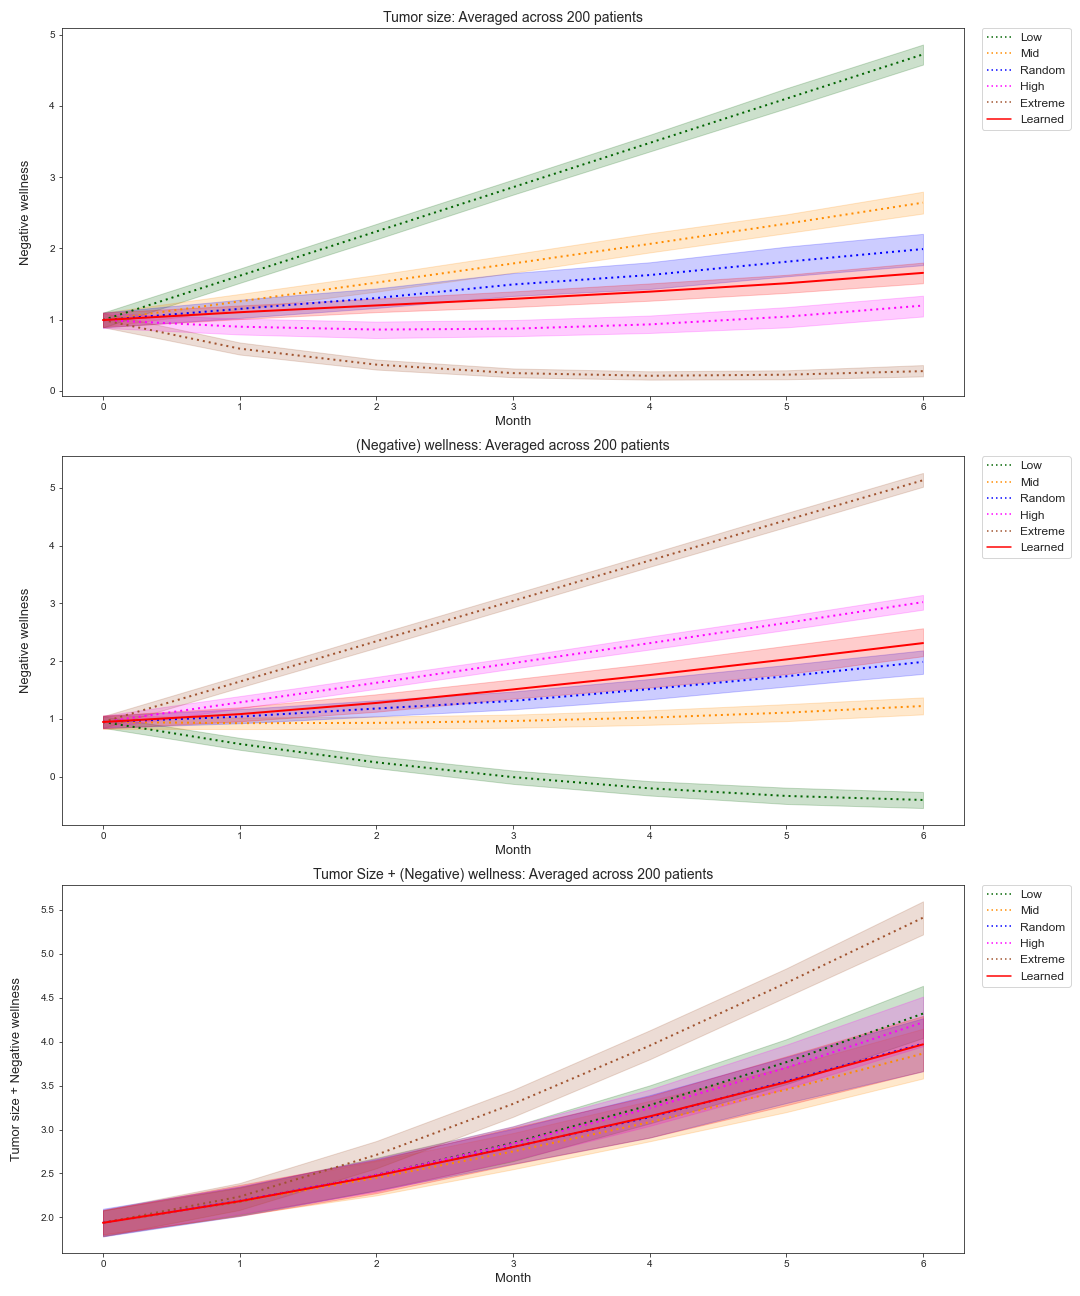 Tumor size: Averaged across 200 patients
Negative wellness
5
4
3
2
1
0
0 1 2 3 4 5 6
Month
Low
Mid
Random
High
Extreme
Learned
(Negative) wellness: Averaged across 200 patients
Negative wellness
5
4
3
2
1
0
0 1 2 3 4 5 6
Month
Low
Mid
Random
High
Extreme
Learned
Tumor Size + (Negative) wellness: Averaged across 200 patients
Tumor size + Negative wellness
5.5
5.0
4.5
4.0
3.5
3.0
2.5
2.0
0 1 2 3 4 5 6
Month
Low
Mid
Random
High
Extreme
Learned